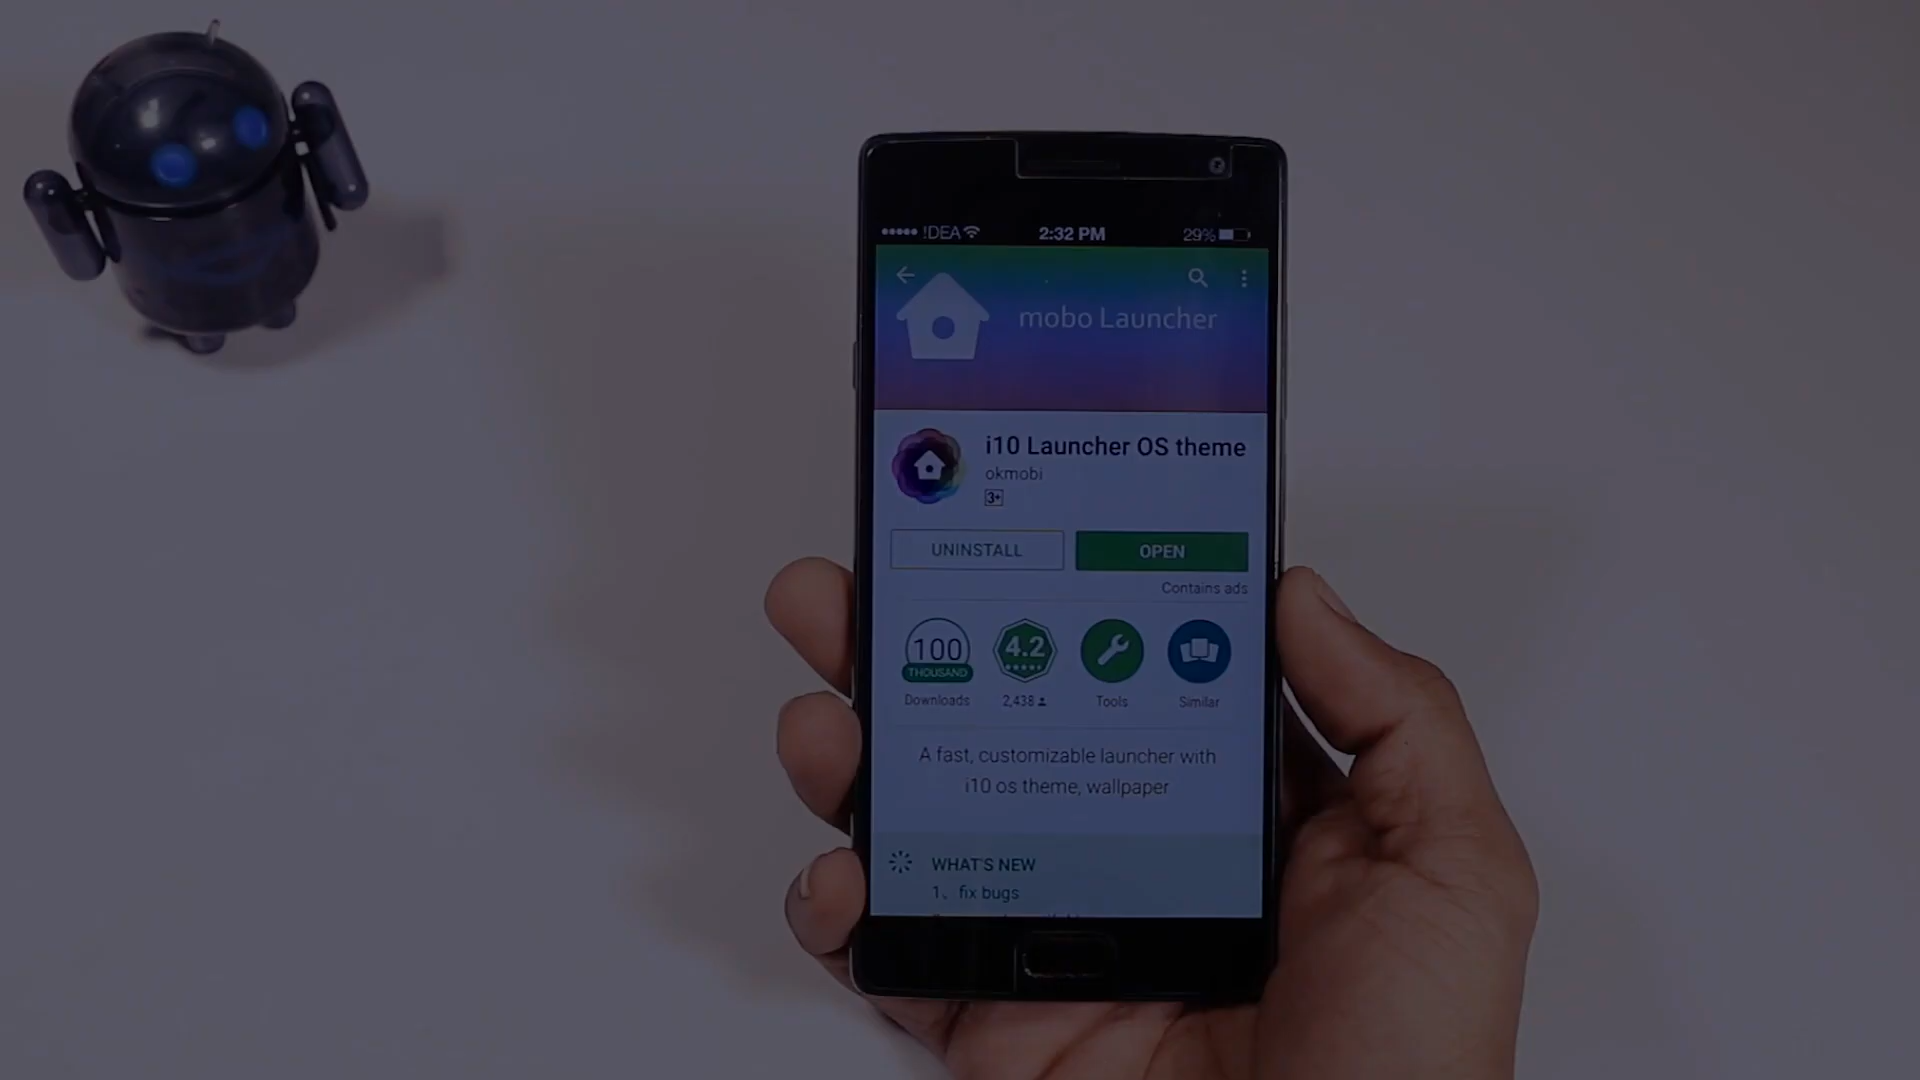 !DEA 2:32 PM 29%
mobo Launcher
i10 Launcher OS theme
okmobi
3+
UNINSTALL OPEN
Contains ads
100 4.2
THOUSAND
Downloads 2,438 Tools Similar
A fast, customizable launcher with
i10 os theme, wallpaper
WHAT'S NEW
1、 fix bugs